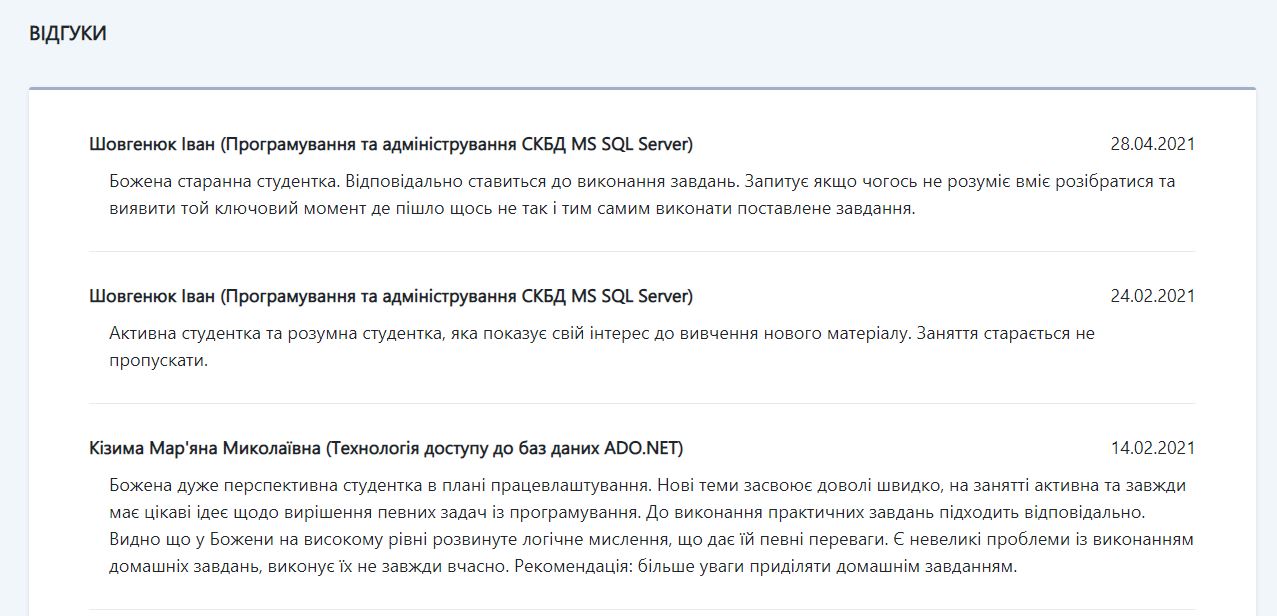 ВІДГУКИ
Шовгенюк Іван (Програмування та адміністрування СКБД MS SQL Server)
28.04.2021
Божена старанна студентка. Відповідально ставиться до виконання завдань. Запитує якщо чогось не розуміє вміє розібратися та
виявити той ключовий момент де пішло щось не так і тим самим виконати поставлене завдання.
Шовгенюк Іван (Програмування та адміністрування СКБД MS SQL Server)
24.02.2021
Активна студентка та розумна студентка, яка показує свій інтерес до вивчення нового матеріалу. Заняття старається не
пропускати.
Кізима Мар'яна Миколаївна (Технологія доступу до баз даних ADO.NET)
14.02.2021
Божена дуже перспективна студентка в плані працевлаштування. Нові теми засвоює доволі швидко, на занятті активна та завжди
має цікаві ідеє щодо вирішення певних задач із програмування. До виконання практичних завдань підходить відповідально.
Видно що у Божени на високому рівні розвинуте логічне мислення, що дає їй певні переваги. Є невеликі проблеми із виконанням
домашніх завдань, виконує їх не завжди вчасно. Рекомендація: більше уваги приділяти домашнім завданням.